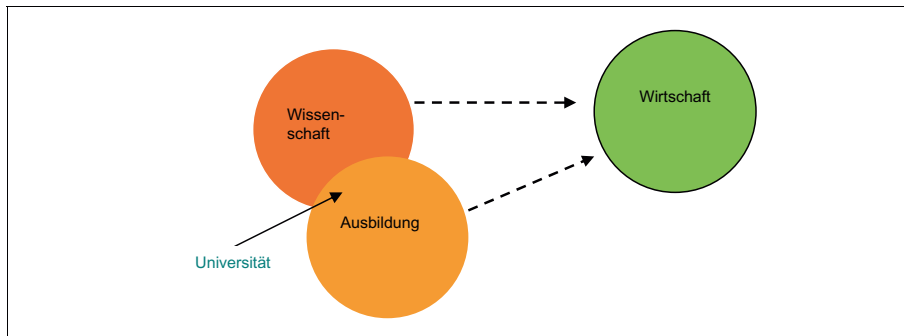 Wissen-
schaft
Wirtschaft
Ausbildung
Universität